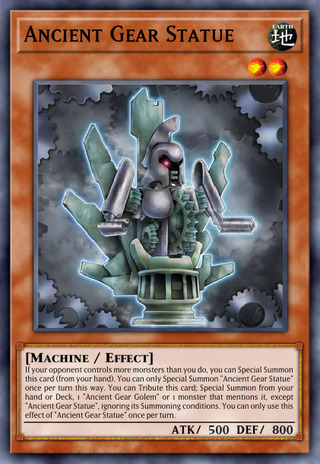 Ancient Gear Statue
EARTH
地
[Machine / Effect]
If your opponent controls more monsters than you do, you can Special Summon
this card (from your hand). You can only Special Summon "Ancient Gear Statue"
once per turn this way. You can Tribute this card; Special Summon from your
hand or Deck, 1 "Ancient Gear Golem" or 1 monster that mentions it, except
"Ancient Gear Statue", ignoring its Summoning conditions. You can only use this
effect of "Ancient Gear Statue" once per turn.
ATK/ 500 DEF/ 800